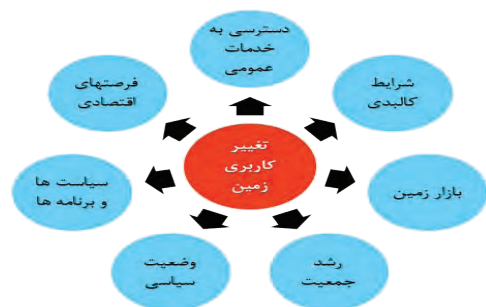 دسترسی به
خدمات
عمومی
شرایط
کالبدی
بازار زمین
رشد
جمعیت
وضعیت
سیاسی
سیاست ها
و برنامه ها
فرصتهای
اقتصادی
تغییر
کاربری
زمین